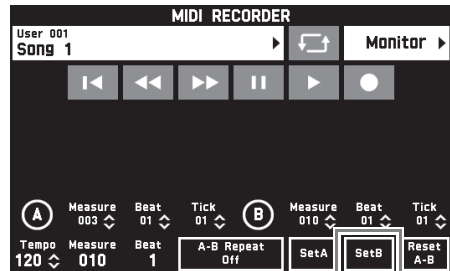 MIDI RECORDER
User 001
Song 1
Monitor
A Measure Beat Tick B Measure Beat Tick
003 01 01 010 01 01
Tempo Measure Beat A-B Repeat SetA SetB Reset
120 010 1 Off A-B